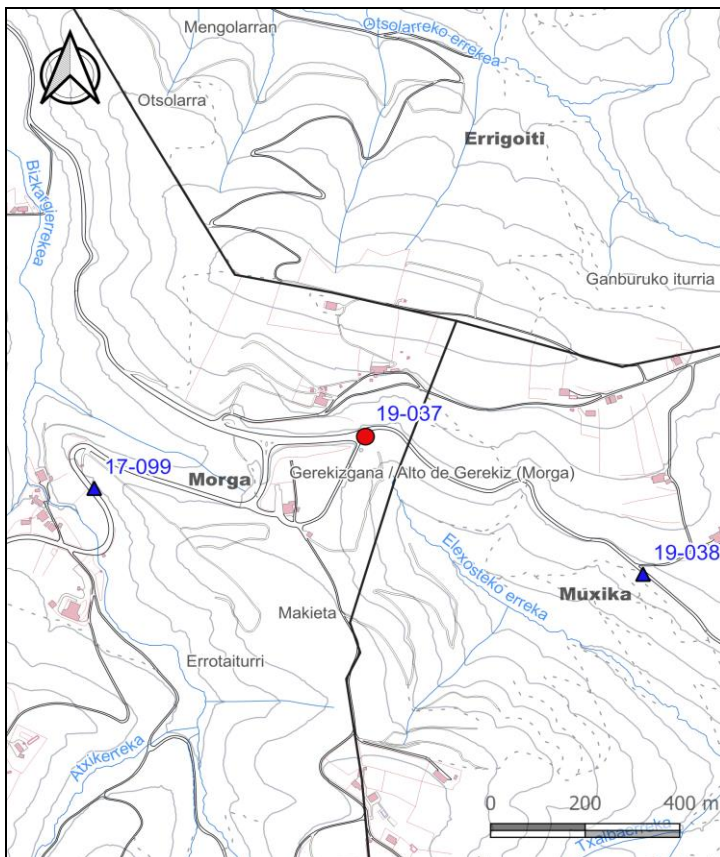 Mengolarran
Otsolarreko errekea
Otsolarra
Errigoiti
Bizkargierrekea
Ganburuko iturria
19-037
17-099
Morga
Gerekizgana / Alto de Gerekiz (Morga)
19-038
Elexosteko erreka
Muxika
Makieta
Errotaiturri
Atxikerreka
0 200 400 m
Txalbaerreka